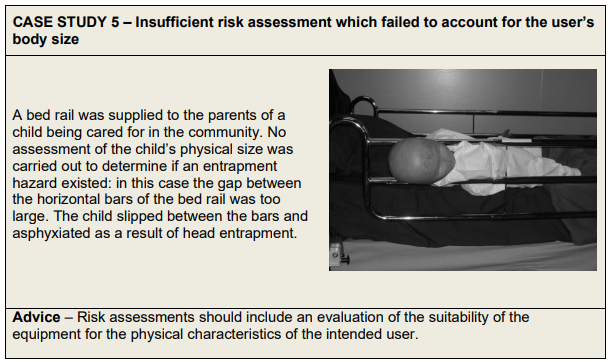 CASE STUDY 5 – Insufficient risk assessment which failed to account for the user’s
body size
A bed rail was supplied to the parents of a
child being cared for in the community. No
assessment of the child’s physical size was
carried out to determine if an entrapment
hazard existed: in this case the gap between
the horizontal bars of the bed rail was too
large. The child slipped between the bars and
asphyxiated as a result of head entrapment.
Advice – Risk assessments should include an evaluation of the suitability of the
equipment for the physical characteristics of the intended user.